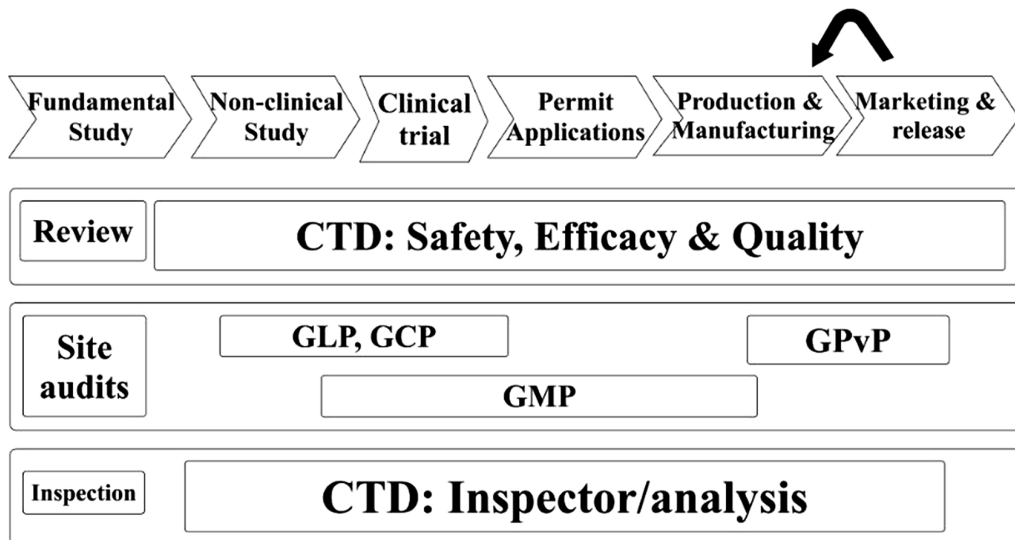 Fundamental
Study
Non-clinical
Study
Clinical
trial
Permit
Applications
Production &
Manufacturing
Marketing &
release
Review
CTD: Safety, Efficacy & Quality
Site
audits
GLP, GCP
GPvP
GMP
Inspection
CTD: Inspector/analysis